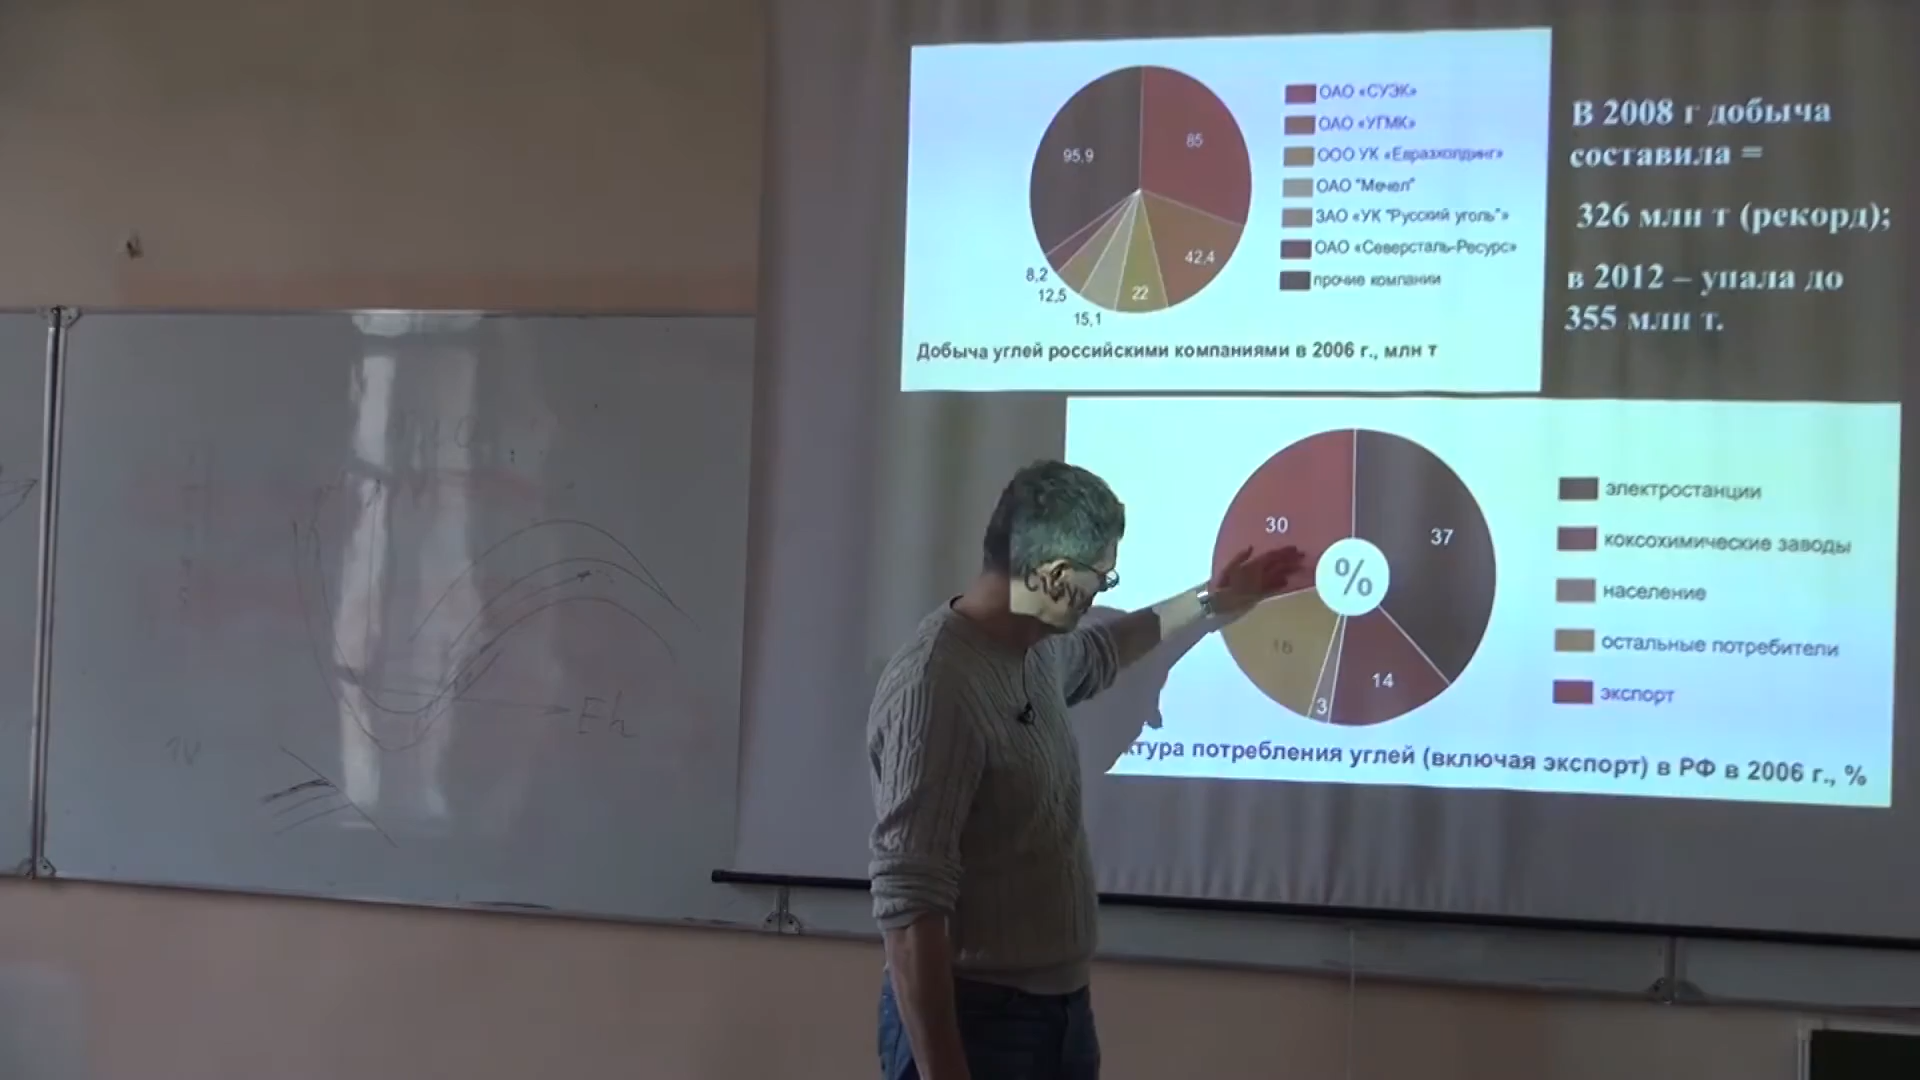 85
42,4
22
15,1
12,5
8,2
95,9
ОАО «СУЭК»
ОАО «УГМК»
ООО УК «Евразхолдинг»
ОАО "Мечел"
ЗАО «УК "Русский уголь"»
ОАО «Северсталь-Ресурс»
прочие компании
Добыча углей российскими компаниями в 2006 г., млн т
В 2008 г добыча
составила =
326 млн т (рекорд);
в 2012 – упала до
355 млн т.
30
37
%
16
3
14
электростанции
коксохимические заводы
население
остальные потребители
экспорт
ктура потребления углей (включая экспорт) в РФ в 2006 г., %
Eh